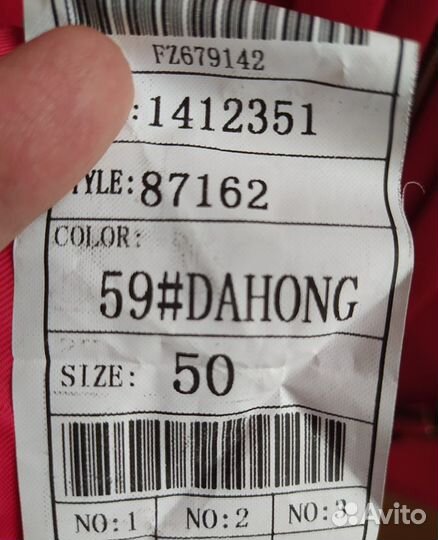 FZ679142
:1412351
TYLE:87162
COLOR:
59#DAHONG
SIZE: 50
NO:1 NO:2 NO:3
Avito